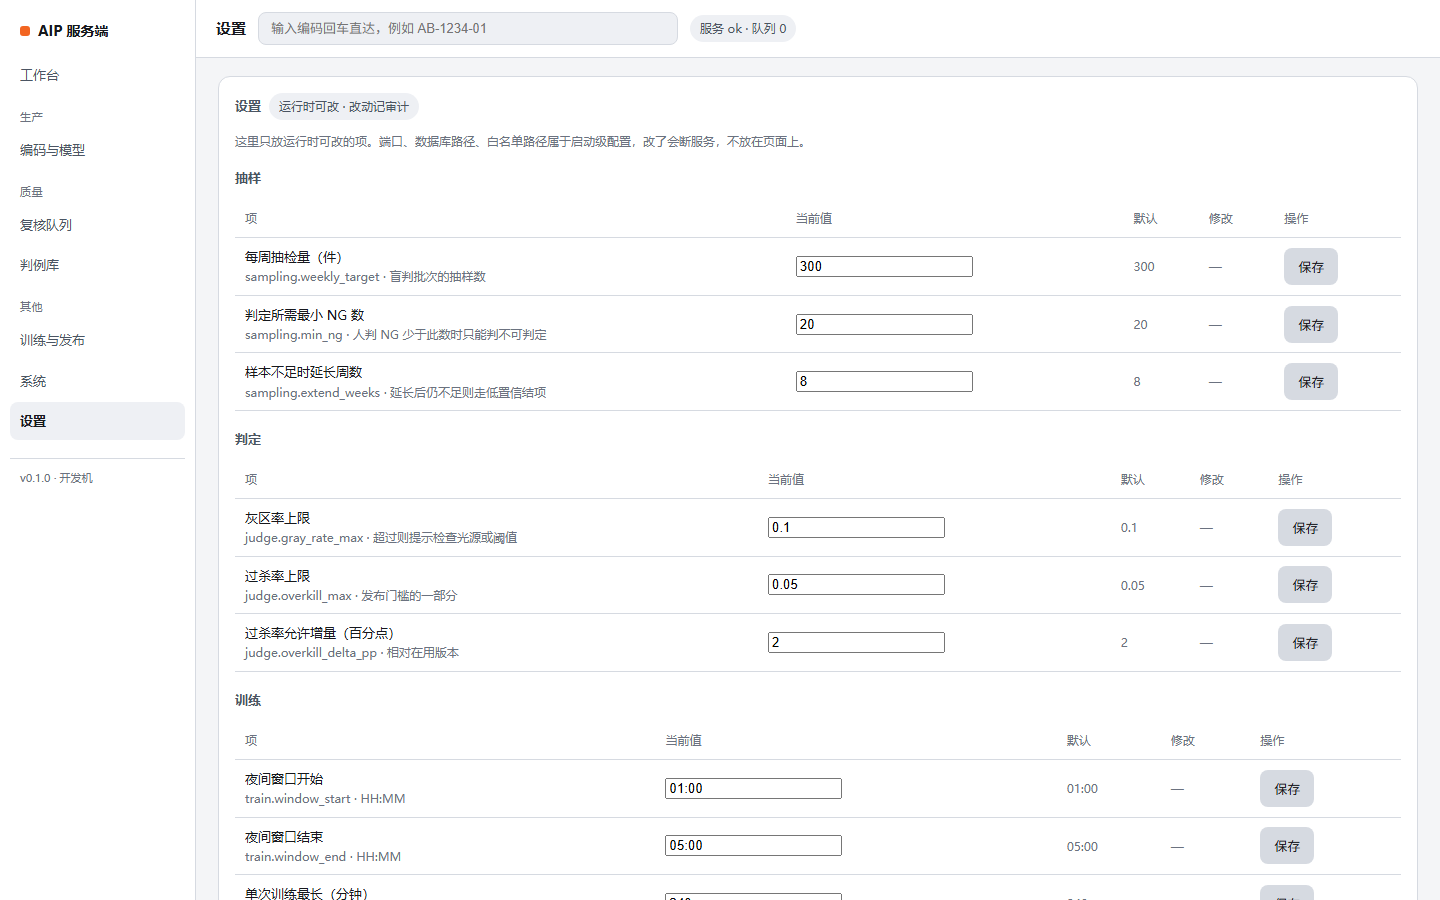 AIP 服务端
工作台
生产
编码与模型
质量
复核队列
判例库
其他
训练与发布
系统
设置
v0.1.0 · 开发机
设置
输入编码回车直达，例如 AB-1234-01
服务 ok · 队列 0
设置 运行时可改 · 改动记审计
这里只放运行时可改的项。端口、数据库路径、白名单路径属于启动级配置，改了会断服务，不放在页面上。
抽样
项 当前值 默认 修改 操作
每周抽检量（件）
sampling.weekly_target · 盲判批次的抽样数
300 300 — 保存
判定所需最小 NG 数
sampling.min_ng · 人判 NG 少于此数时只能判不可判定
20 20 — 保存
样本不足时延长周数
sampling.extend_weeks · 延长后仍不足则走低置信结项
8 8 — 保存
判定
项 当前值 默认 修改 操作
灰区率上限
judge.gray_rate_max · 超过则提示检查光源或阈值
0.1 0.1 — 保存
过杀率上限
judge.overkill_max · 发布门槛的一部分
0.05 0.05 — 保存
过杀率允许增量（百分点）
judge.overkill_delta_pp · 相对在用版本
2 2 — 保存
训练
项 当前值 默认 修改 操作
夜间窗口开始
train.window_start · HH:MM
01:00 01:00 — 保存
夜间窗口结束
train.window_end · HH:MM
05:00 05:00 — 保存
单次训练最长（分钟）